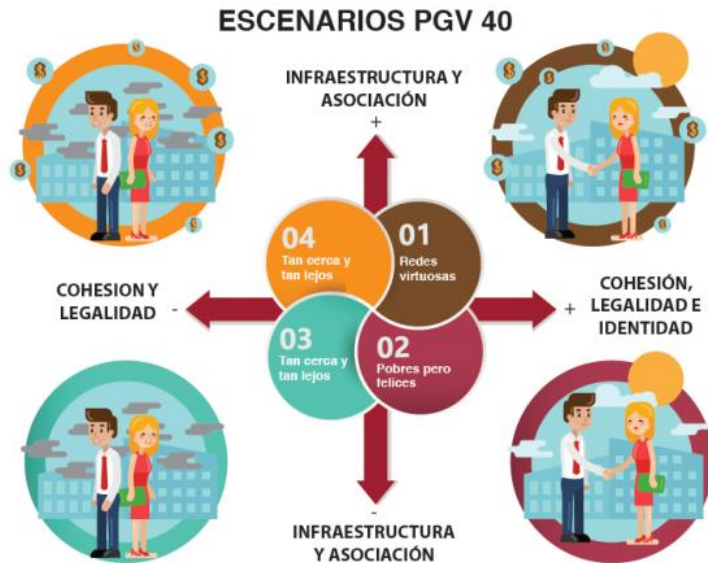 ESCENARIOS PGV 40
INFRAESTRUCTURA Y
ASOCIACIÓN
+
04
Tan cerca y
tan lejos
01
Redes
virtuosas
COHESION Y
LEGALIDAD
-
+
COHESIÓN,
LEGALIDAD E
IDENTIDAD
03
Tan cerca y
tan lejos
02
Pobres pero
felices
-
INFRAESTRUCTURA
Y ASOCIACIÓN
$
$
$
$
$
$
$
$
$
$